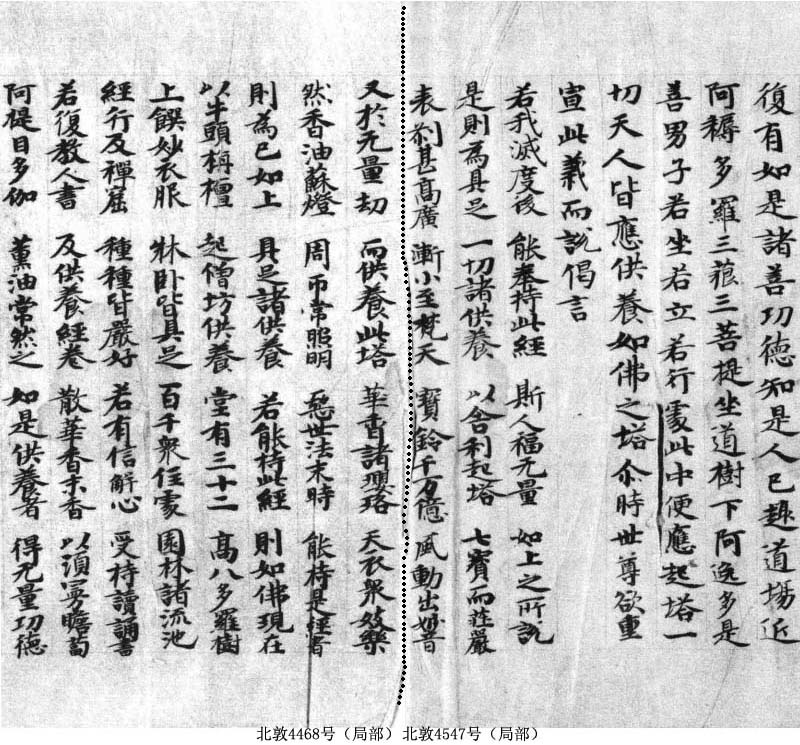 復有如是諸善功德知是人已趣道場近
阿耨多羅三藐三菩提坐道樹下阿逸多是
善男子若坐若立若行處此中便應起塔一
切天人皆應供養如佛之塔尒時世尊欲重
宣此義而說偈言
若我滅度後 能奉持此經 斯人福无量 如上之所說
是則為具足 一切諸供養 以舍利起塔 七寶而莊嚴
表剎甚高廣 漸小至梵天 寶鈴千万億 風動出妙音
又於无量劫 而供養此塔 華香諸瓔珞 天衣衆妓樂
然香油蘇燈 周帀常照明 惡世法末時 能持是經者
則為已如上 具足諸供養 若能持此經 則如佛現在
以牛頭栴檀 起僧坊供養 堂有三十二 高八多羅樹
上饌妙衣服 牀卧皆具足 百千衆住處 園林諸流池
經行及禪窟 種種皆嚴好 若有信解心 受持讀誦書
若復教人書 及供養經卷 散華香末香 以須曼瞻蔔
阿提目多伽 薰油常然之 如是供養者 得无量功德
北敦4468号（局部） 北敦4547号（局部）